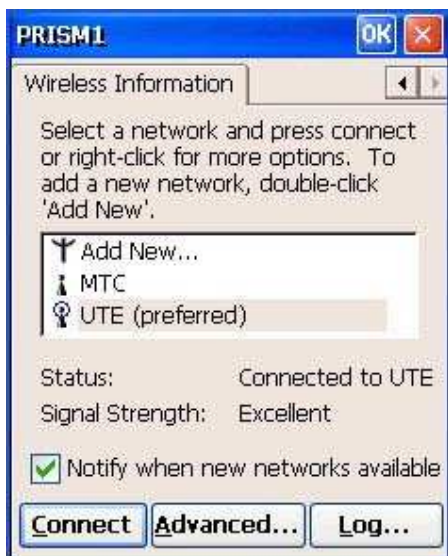 PRISM1 OK
Wireless Information
Select a network and press connect
or right-click for more options. To
add a new network, double-click
'Add New'.
Add New...
MTC
UTE (preferred)
Status: Connected to UTE
Signal Strength: Excellent
Notify when new networks available
Connect Advanced... Log...